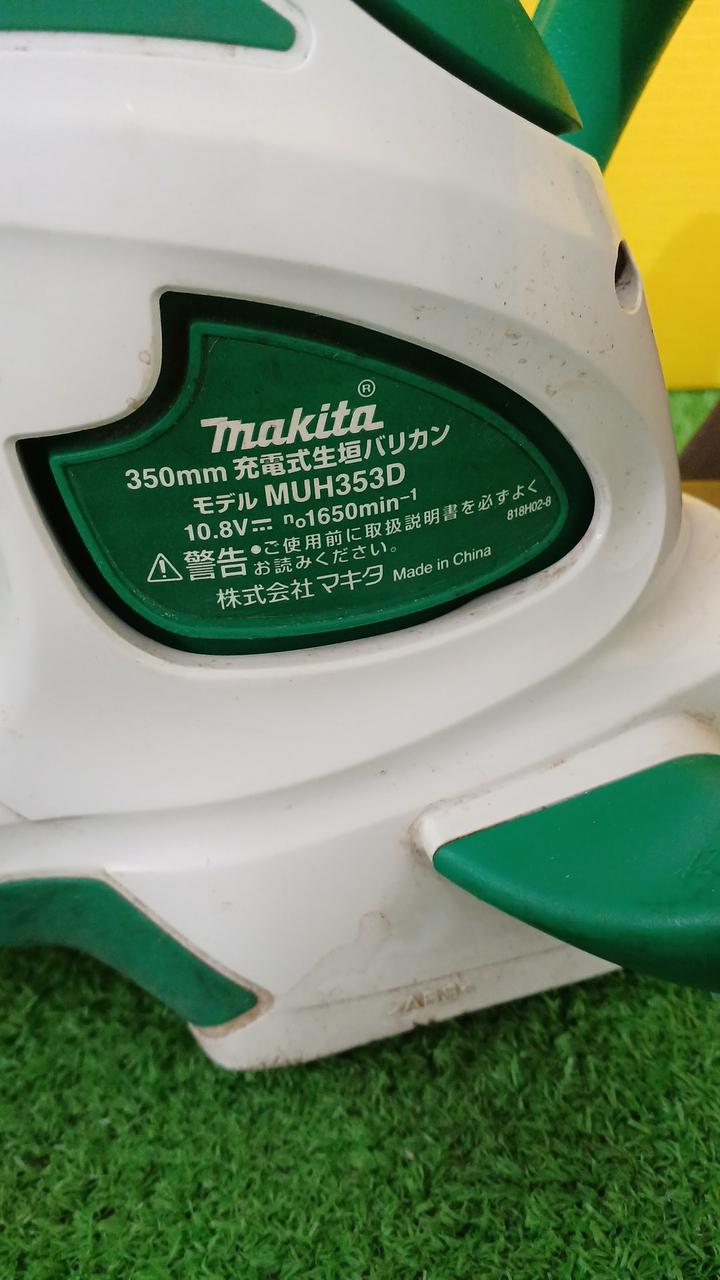 makita®
350mm 充電式生垣バリカン
モデル MUH353D
10.8V⎓ n₀1650min⁻¹
⚠警告 ●ご使用前に取扱説明書を必ずよく
お読みください。
818H02-8
株式会社マキタ Made in China